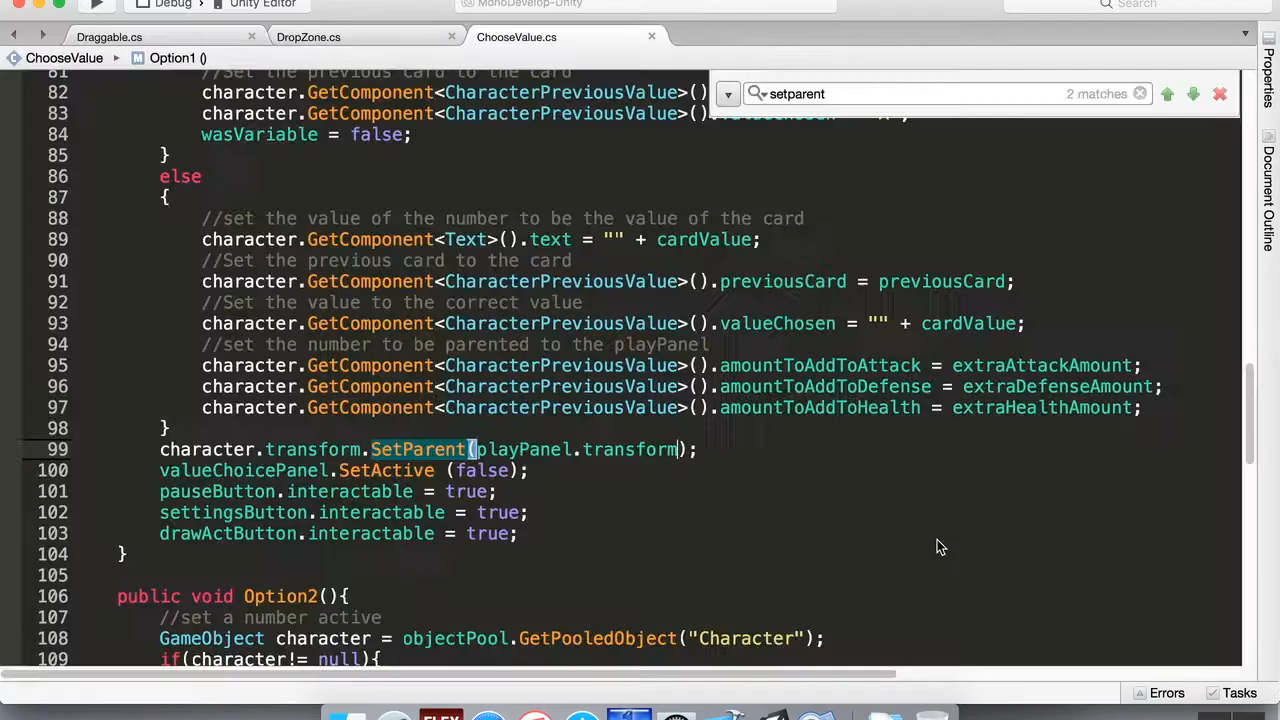 Debug
Unity Editor
MonoDevelop-Unity
Search
Draggable.cs
DropZone.cs
ChooseValue.cs
ChooseValue
Option1 ()
setparent
2 matches
81 //Set the previous card to the card
82 character.GetComponent<CharacterPreviousValue>()
83 character.GetComponent<CharacterPreviousValue>()
84 wasVariable = false;
85 }
86 else
87 {
88 //set the value of the number to be the value of the card
89 character.GetComponent<Text>().text = "" + cardValue;
90 //Set the previous card to the card
91 character.GetComponent<CharacterPreviousValue>().previousCard = previousCard;
92 //Set the value to the correct value
93 character.GetComponent<CharacterPreviousValue>().valueChosen = "" + cardValue;
94 //set the number to be parented to the playPanel
95 character.GetComponent<CharacterPreviousValue>().amountToAddToAttack = extraAttackAmount;
96 character.GetComponent<CharacterPreviousValue>().amountToAddToDefense = extraDefenseAmount;
97 character.GetComponent<CharacterPreviousValue>().amountToAddToHealth = extraHealthAmount;
98 }
99 character.transform.SetParent(playPanel.transform);
100 valueChoicePanel.SetActive (false);
101 pauseButton.interactable = true;
102 settingsButton.interactable = true;
103 drawActButton.interactable = true;
104 }
105
106 public void Option2(){
107 //set a number active
108 GameObject character = objectPool.GetPooledObject("Character");
109 if(character!= null){
Properties
Document Outline
Errors
Tasks
FLEX